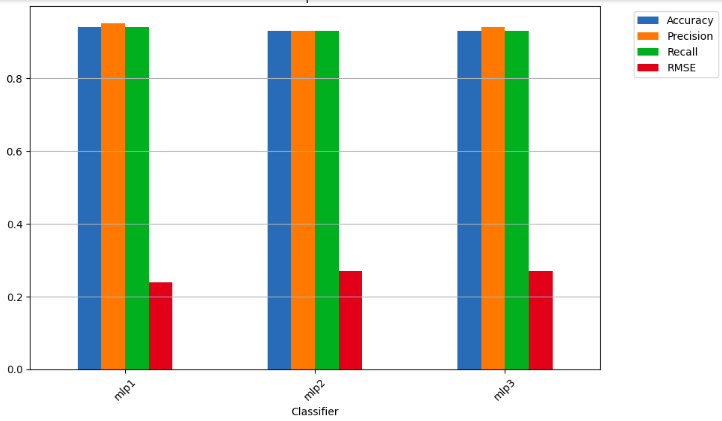 Accuracy
Precision
Recall
RMSE
0.8
0.6
0.4
0.2
0.0
mlp1
mlp2
mlp3
Classifier